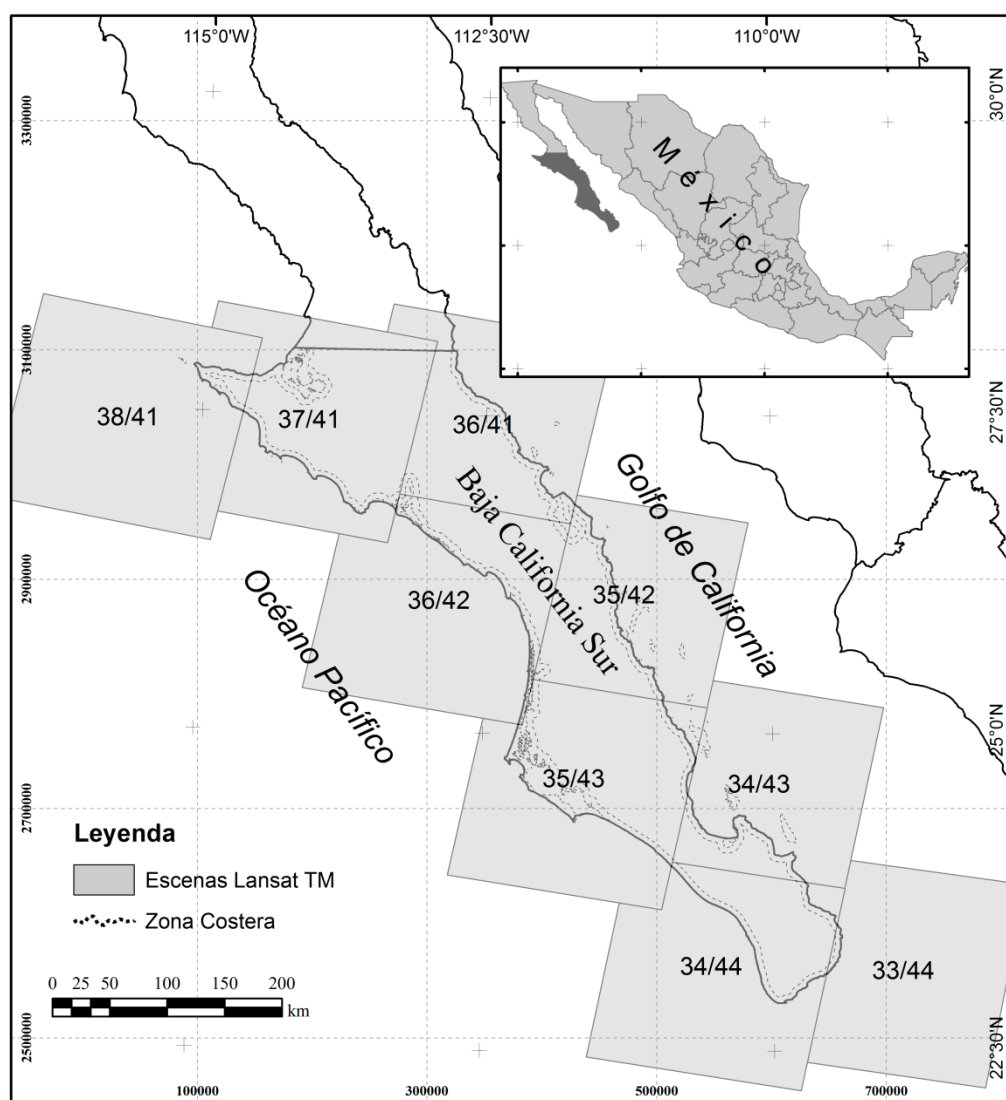 115°0'W
112°30'W
110°0'W
30°0'N
3300000
México
3100000
27°30'N
38/41
37/41
36/41
Golfo de California
Baja California Sur
2900000
36/42
35/42
Océano Pacífico
25°0'N
35/43
34/43
2700000
Leyenda
Escenas Lansat TM
Zona Costera
34/44
33/44
0 25 50 100 150 200
km
2500000
22°30'N
100000
300000
500000
700000